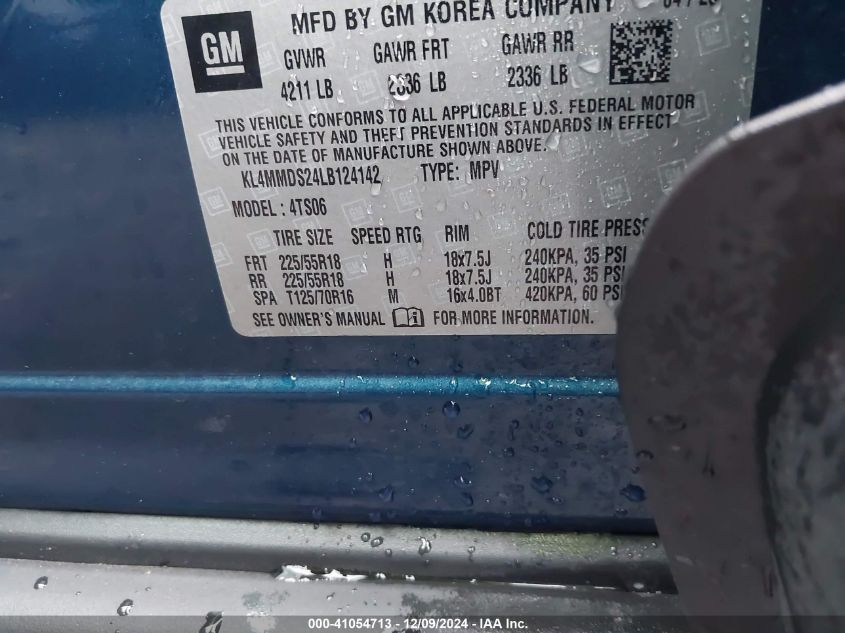 GM
MFD BY GM KOREA COMPANY
GVWR GAWR FRT GAWR RR
4211 LB 2336 LB
THIS VEHICLE CONFORMS TO ALL APPLICABLE U.S. FEDERAL MOTOR
VEHICLE SAFETY AND THEFT PREVENTION STANDARDS IN EFFECT
ON THE DATE OF MANUFACTURE SHOWN ABOVE.
KL4MMDS24LB124142 TYPE: MPV
MODEL : 4TS06
TIRE SIZE SPEED RTG RIM COLD TIRE PRESS
FRT 225/55R18 H 18x7.5J 240KPA, 35 PSI
RR 225/55R18 H 18x7.5J 240KPA, 35 PSI
SPA T125/70R16 M 16x4.0BT 420KPA, 60 PSI
SEE OWNER'S MANUAL FOR MORE INFORMATION.
000-41054713 - 12/09/2024 - IAA Inc.